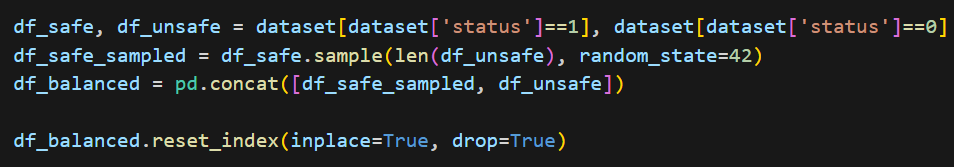 df_safe, df_unsafe = dataset[dataset['status']==1], dataset[dataset['status']==0]
df_safe_sampled = df_safe.sample(len(df_unsafe), random_state=42)
df_balanced = pd.concat([df_safe_sampled, df_unsafe])
df_balanced.reset_index(inplace=True, drop=True)